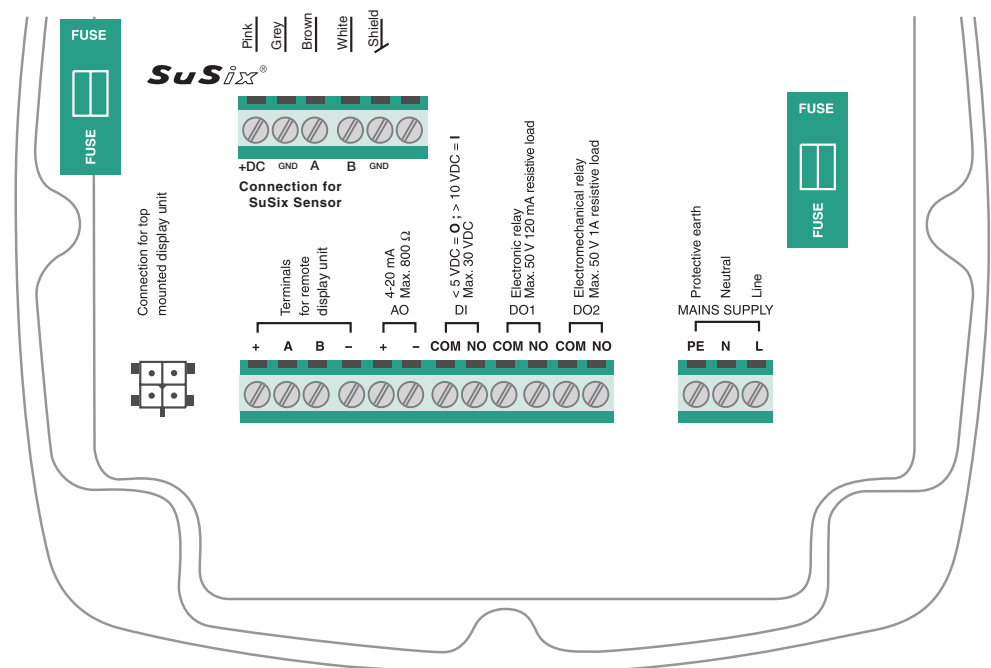 FUSE
FUSE
Pink
Grey
Brown
White
Shield
SuSix®
+DC GND A B GND
Connection for
SuSix Sensor
FUSE
FUSE
Connection for top
mounted display unit
Terminals
for remote
display unit
4-20 mA
Max. 800 Ω
AO
< 5 VDC = O ; > 10 VDC = I
Max. 30 VDC
DI
Electronic relay
Max. 50 V 120 mA resistive load
DO1
Electromechanical relay
Max. 50 V 1A resistive load
DO2
Protective earth
Neutral
Line
MAINS SUPPLY
+ A B – + – COM NO COM NO COM NO PE N L